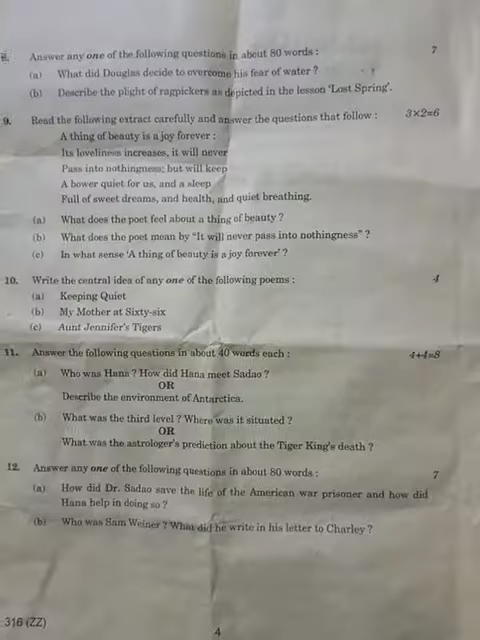 8. Answer any one of the following questions in about 80 words : 7
(a) What did Douglas decide to overcome his fear of water ?
(b) Describe the plight of ragpickers as depicted in the lesson 'Lost Spring'.
9. Read the following extract carefully and answer the questions that follow : 3×2=6
A thing of beauty is a joy forever :
Its loveliness increases, it will never
Pass into nothingness; but will keep
A bower quiet for us, and a sleep
Full of sweet dreams, and health, and quiet breathing.
(a) What does the poet feel about a thing of beauty ?
(b) What does the poet mean by "It will never pass into nothingness" ?
(c) In what sense 'A thing of beauty is a joy forever' ?
10. Write the central idea of any one of the following poems : 4
(a) Keeping Quiet
(b) My Mother at Sixty-six
(c) Aunt Jennifer's Tigers
11. Answer the following questions in about 40 words each : 4+4=8
(a) Who was Hana ? How did Hana meet Sadao ?
OR
Describe the environment of Antarctica.
(b) What was the third level ? Where was it situated ?
OR
What was the astrologer's prediction about the Tiger King's death ?
12. Answer any one of the following questions in about 80 words : 7
(a) How did Dr. Sadao save the life of the American war prisoner and how did
Hana help in doing so ?
(b) Who was Sam Weiner ? What did he write in his letter to Charley ?
316 (ZZ)
4